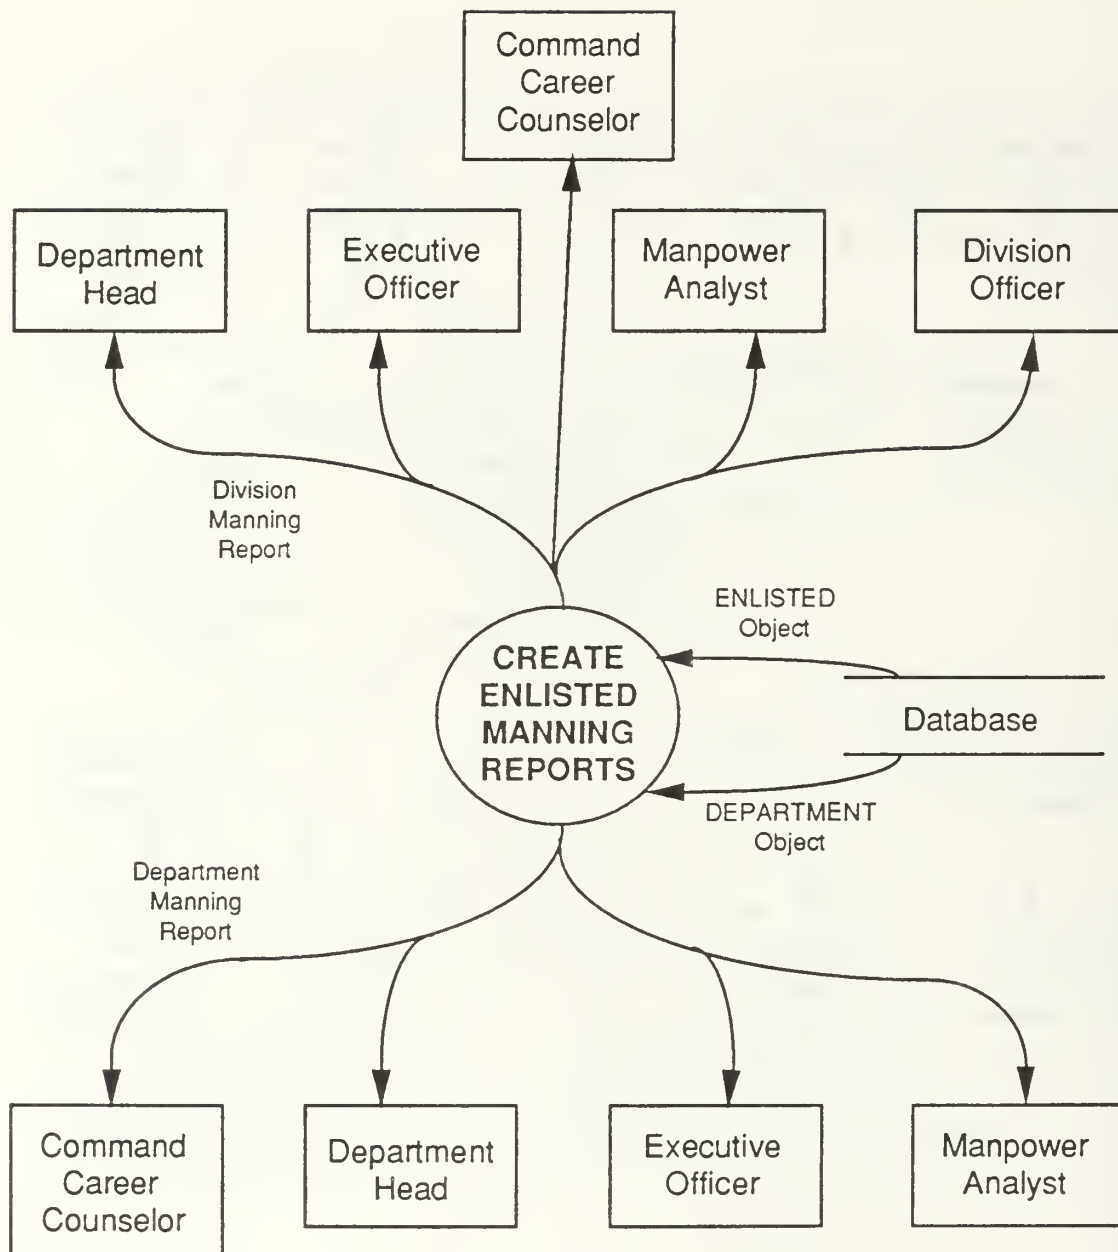 Command
Career
Counselor
Department
Head
Executive
Officer
Manpower
Analyst
Division
Officer
Division
Manning
Report
ENLISTED
Object
CREATE
ENLISTED
MANNING
REPORTS
Database
DEPARTMENT
Object
Department
Manning
Report
Command
Career
Counselor
Department
Head
Executive
Officer
Manpower
Analyst